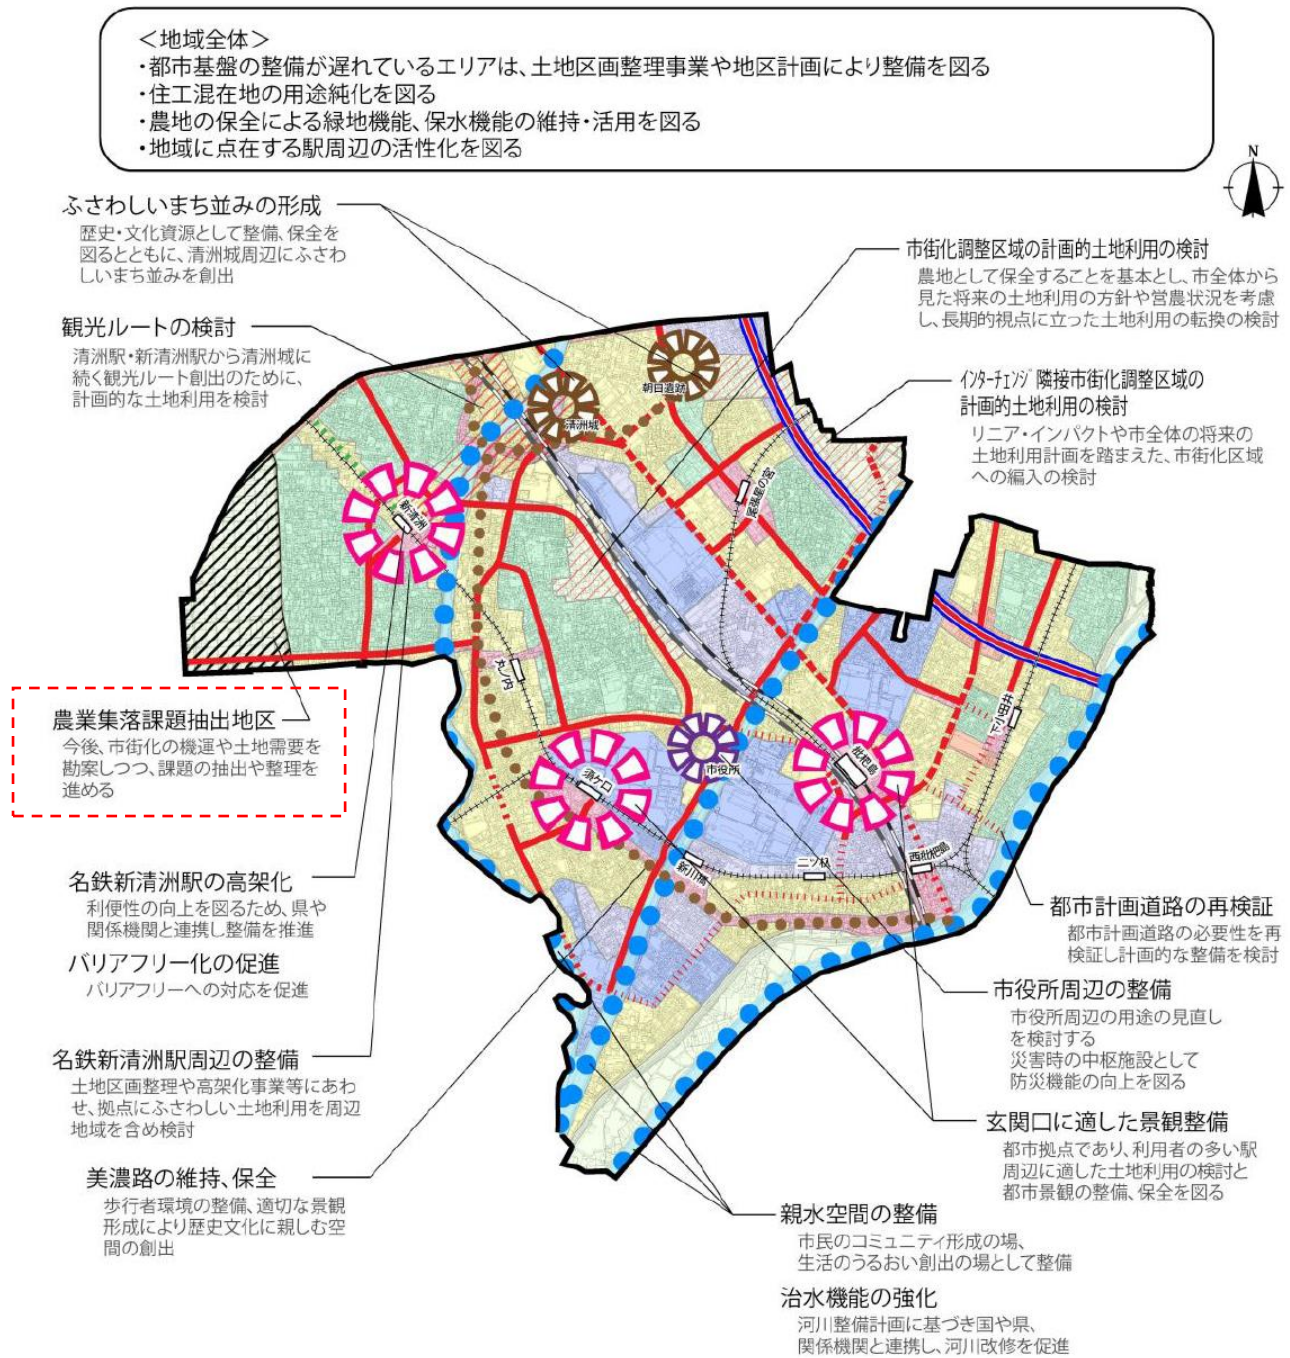 ＜地域全体＞
・都市基盤の整備が遅れているエリアは、土地区画整理事業や地区計画により整備を図る
・住工混在地の用途純化を図る
・農地の保全による緑地機能、保水機能の維持・活用を図る
・地域に点在する駅周辺の活性化を図る
N
ふさわしいまち並みの形成
歴史・文化資源として整備、保全を
図るとともに、清洲城周辺にふさわ
しいまち並みを創出
観光ルートの検討
清洲駅・新清洲駅から清洲城に
続く観光ルート創出のために、
計画的な土地利用を検討
市街化調整区域の計画的土地利用の検討
農地として保全することを基本とし、市全体から
見た将来の土地利用の方針や営農状況を考慮
し、長期的視点に立った土地利用の転換の検討
インターチェンジ隣接市街化調整区域の
計画的土地利用の検討
リニア・インパクトや市全体の将来の
土地利用計画を踏まえた、市街化区域
への編入の検討
朝日遺跡
清洲城
新清洲
尾張星の宮
丸ノ内
下小田井
市役所
枇杷島
須ケ口
新川橋
二ツ杁
西枇杷島
農業集落課題抽出地区
今後、市街化の機運や土地需要を
勘案しつつ、課題の抽出や整理を
進める
名鉄新清洲駅の高架化
利便性の向上を図るため、県や
関係機関と連携し整備を推進
バリアフリー化の促進
バリアフリーへの対応を促進
名鉄新清洲駅周辺の整備
土地区画整理や高架化事業等にあわ
せ、拠点にふさわしい土地利用を周辺
地域を含め検討
美濃路の維持、保全
歩行者環境の整備、適切な景観
形成により歴史文化に親しむ空
間の創出
都市計画道路の再検証
都市計画道路の必要性を再
検証し計画的な整備を検討
市役所周辺の整備
市役所周辺の用途の見直し
を検討する
災害時の中枢施設として
防災機能の向上を図る
玄関口に適した景観整備
都市拠点であり、利用者の多い駅
周辺に適した土地利用の検討と
都市景観の整備、保全を図る
親水空間の整備
市民のコミュニティ形成の場、
生活のうるおい創出の場として整備
治水機能の強化
河川整備計画に基づき国や県、
関係機関と連携し、河川改修を促進